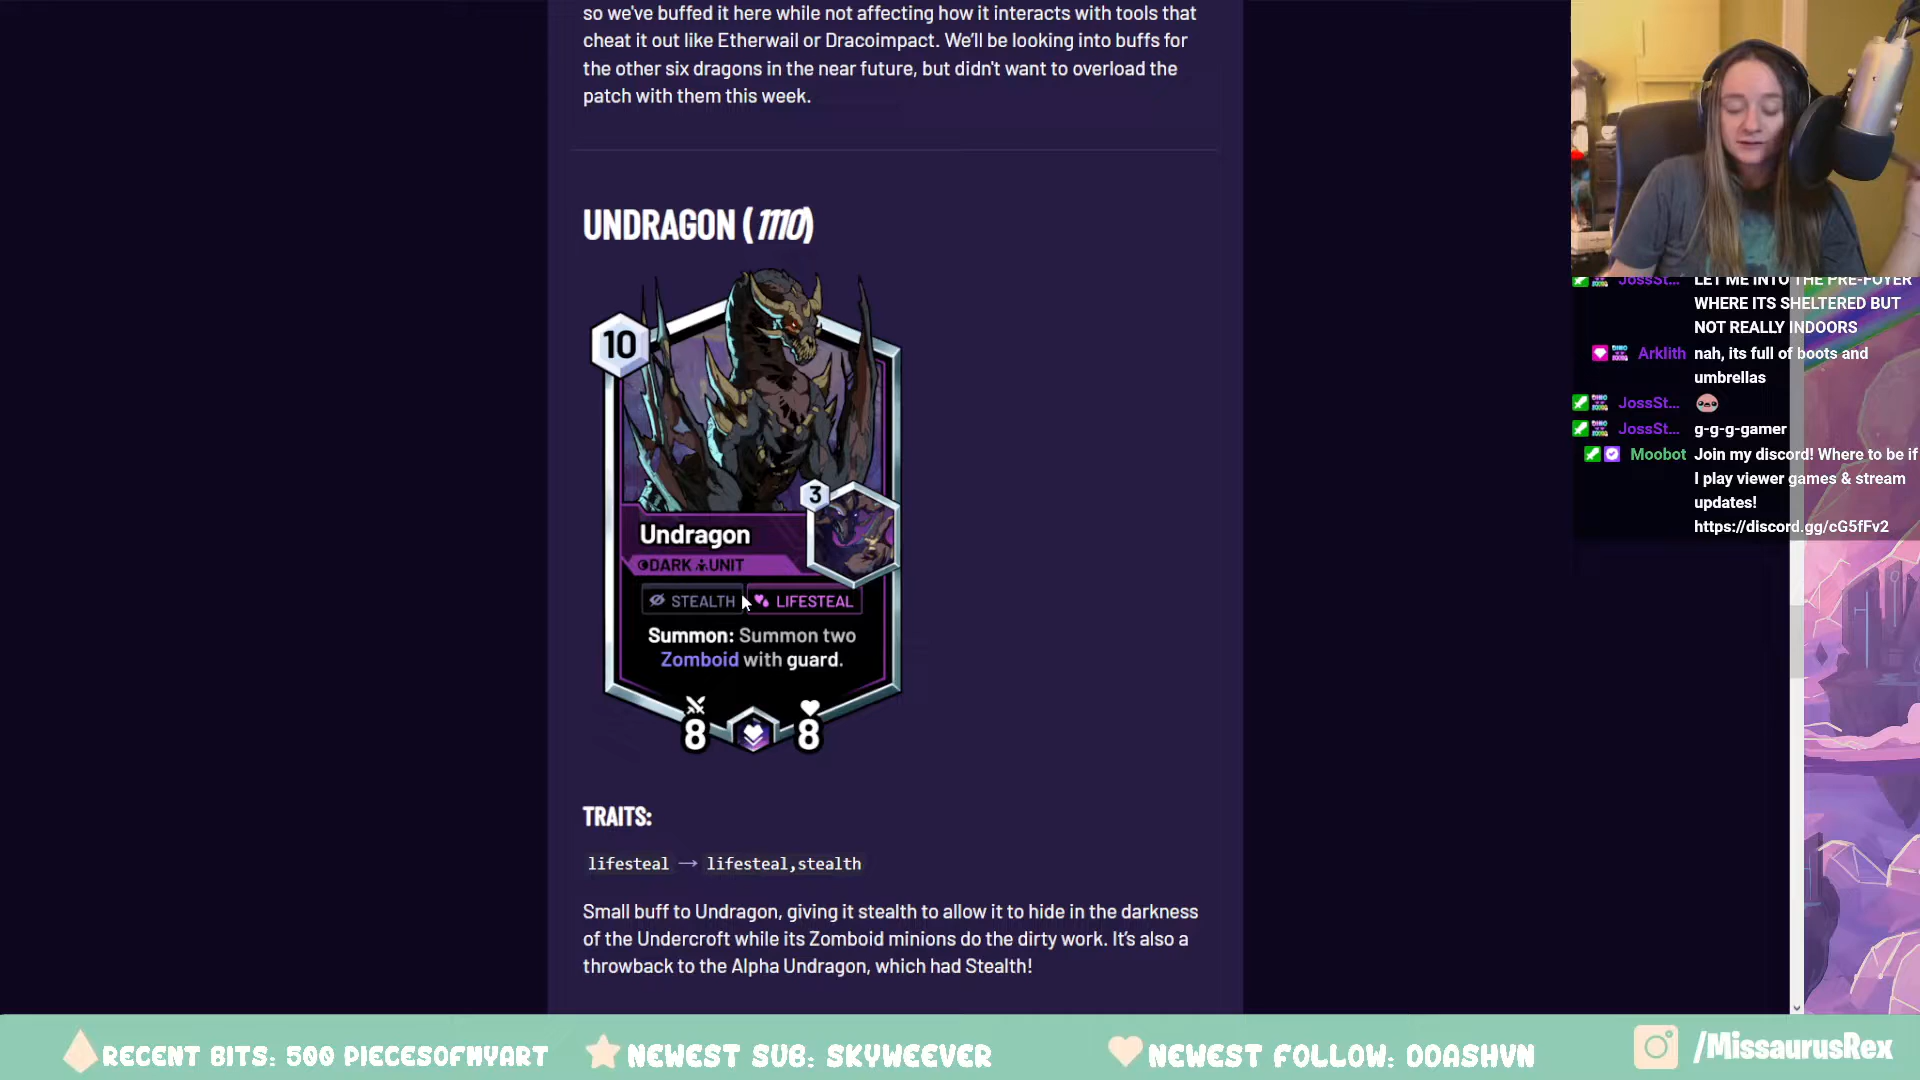 so we've buffed it here while not affecting how it interacts with tools that
cheat it out like Etherwail or Dracoimpact. We'll be looking into buffs for
the other six dragons in the near future, but didn't want to overload the
patch with them this week.
UNDRAGON (1110)
10
3
Undragon
DARK UNIT
STEALTH LIFESTEAL
Summon: Summon two
Zomboid with guard.
8 8
TRAITS:
lifesteal → lifesteal,stealth
Small buff to Undragon, giving it stealth to allow it to hide in the darkness
of the Undercroft while its Zomboid minions do the dirty work. It's also a
throwback to the Alpha Undragon, which had Stealth!
JossSt... LET ME INTO THE PRE-FOYER
WHERE ITS SHELTERED BUT
NOT REALLY INDOORS
Arklith nah, its full of boots and
umbrellas
JossSt...
JossSt... g-g-g-gamer
Moobot Join my discord! Where to be if
I play viewer games & stream
updates!
https://discord.gg/cG5fFv2
RECENT BITS: 500 PIECESOFMYART
NEWEST SUB: SKYWEEVER
NEWEST FOLLOW: OOASHVN
/MissaurusRex